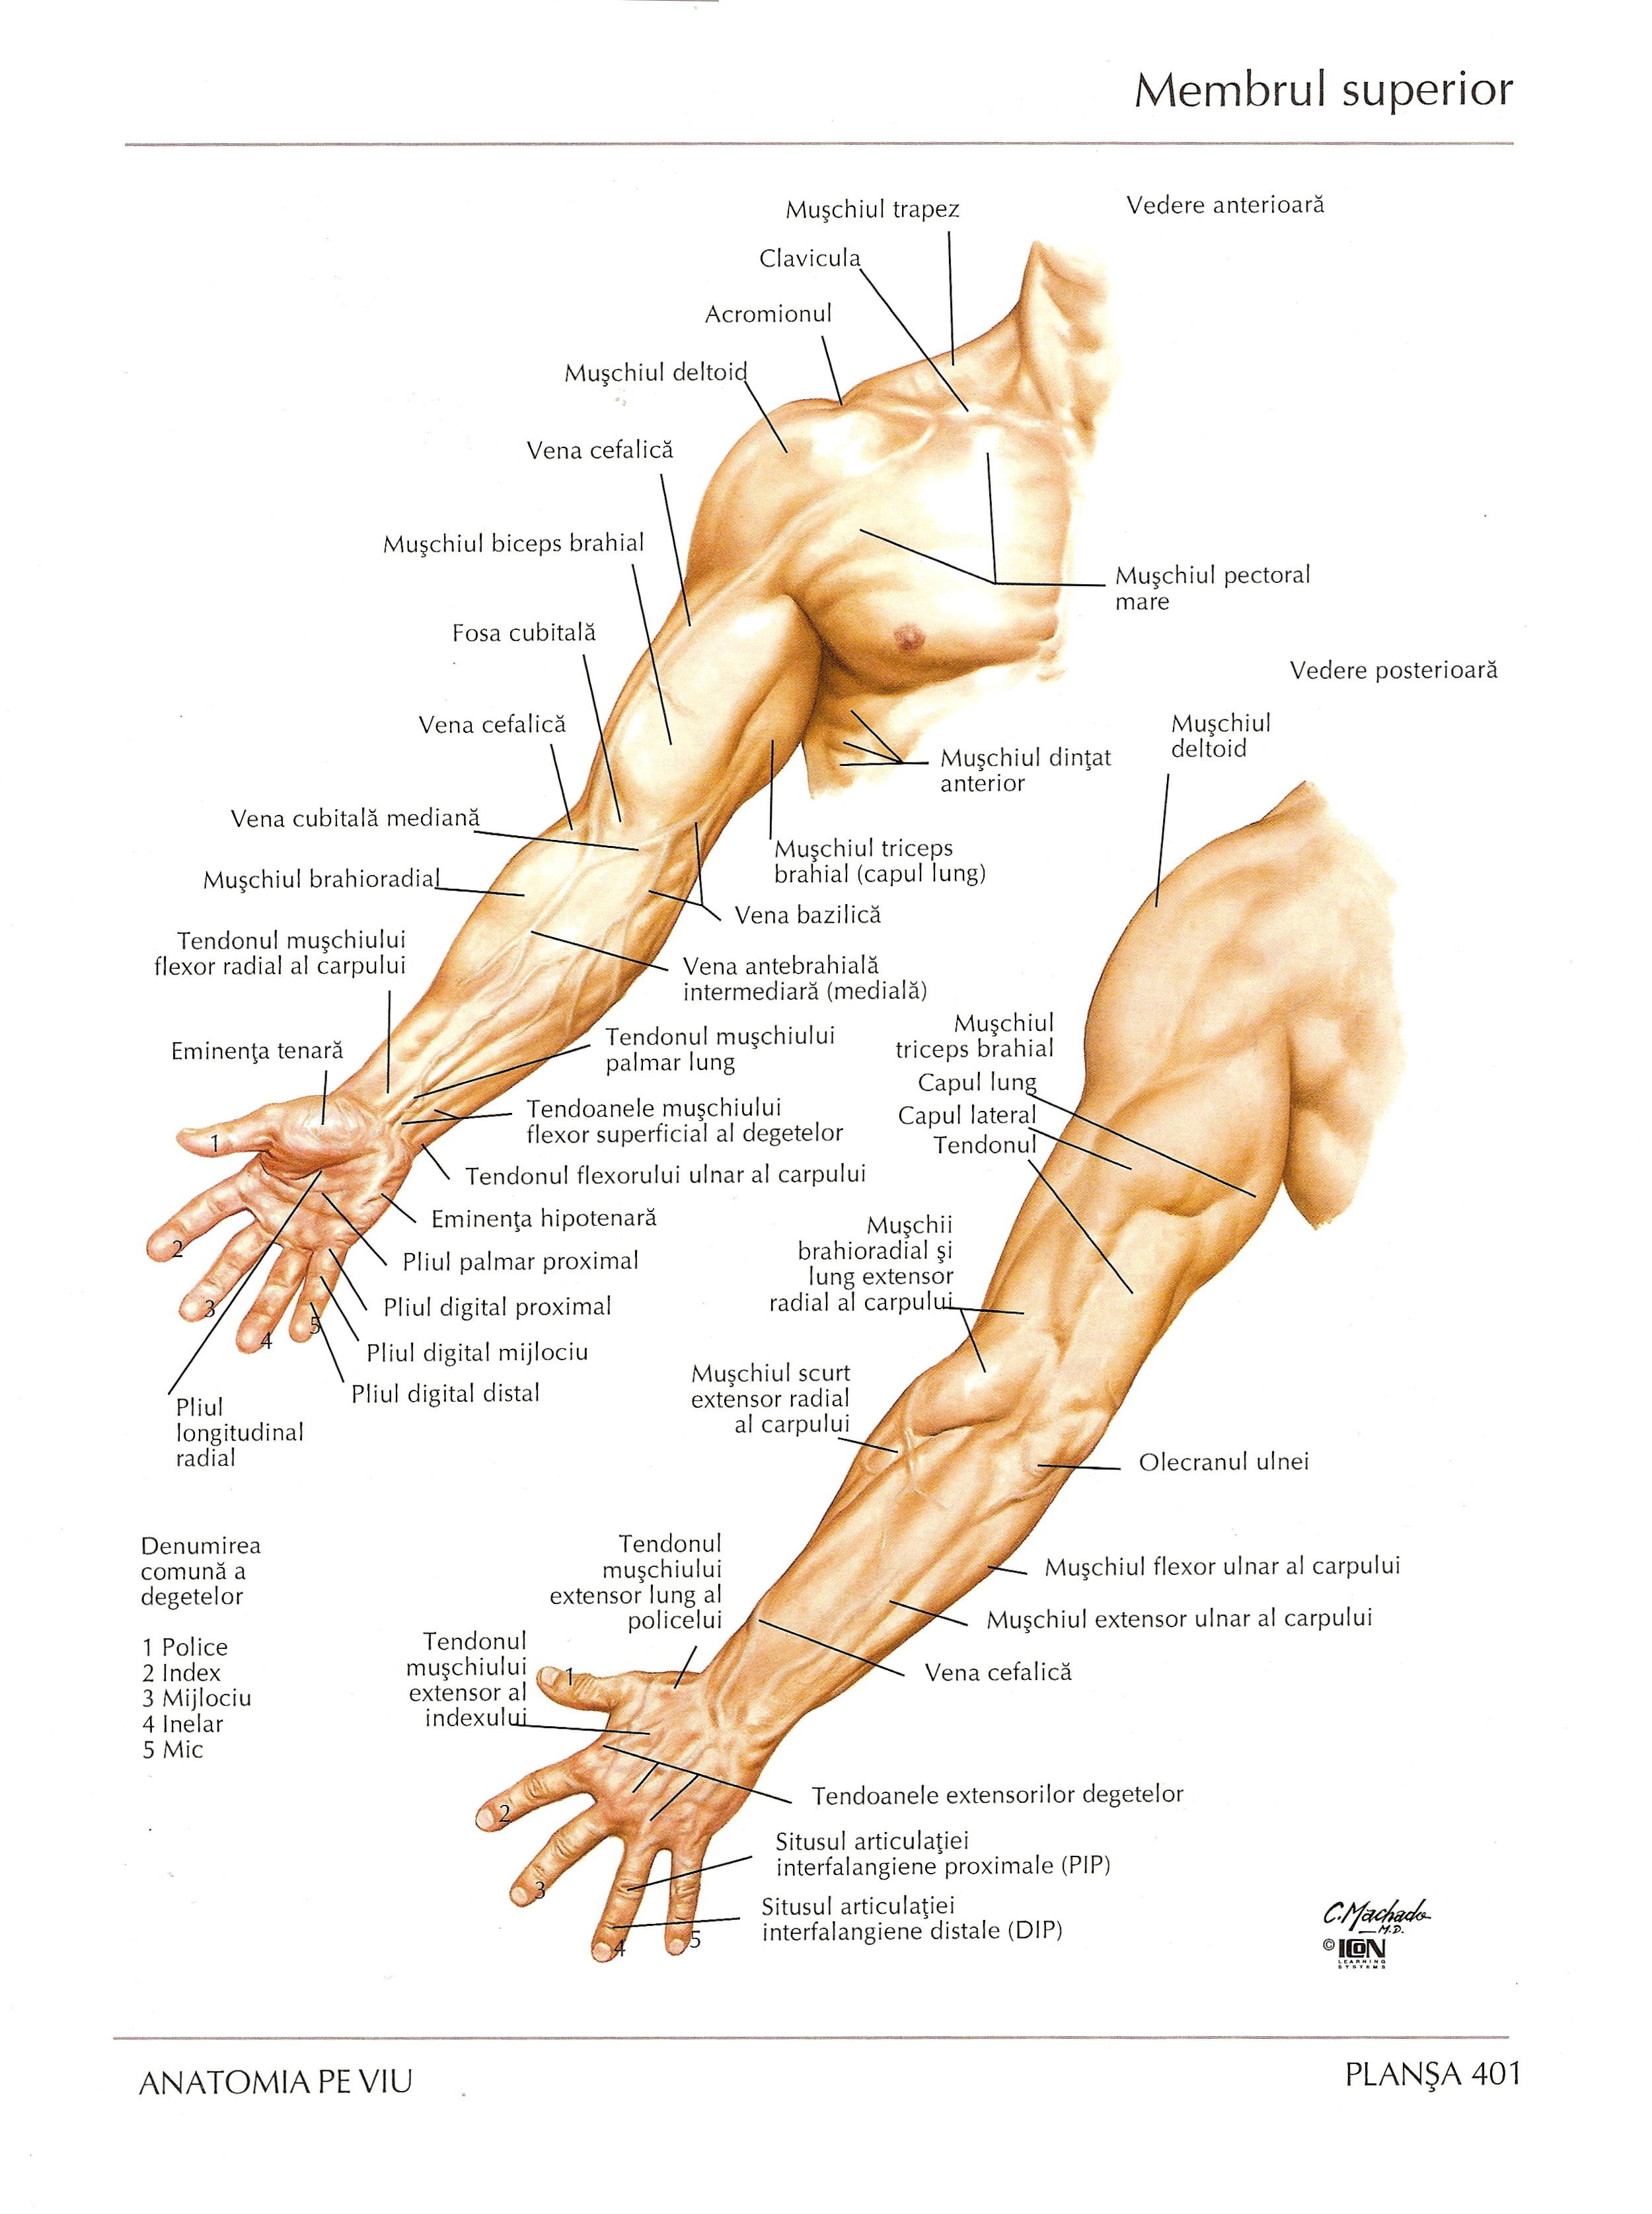 Membrul superior
Muşchiul trapez
Vedere anterioară
Clavicula
Acromionul
Muşchiul deltoid
Vena cefalică
Muşchiul biceps brahial
Muşchiul pectoral
mare
Fosa cubitală
Vedere posterioară
Vena cefalică
Muşchiul
deltoid
Muşchiul dinţat
anterior
Vena cubitală mediană
Muşchiul triceps
brahial (capul lung)
Muşchiul brahioradial
Vena bazilică
Tendonul muşchiului
flexor radial al carpului
Vena antebrahială
intermediară (medială)
Muşchiul
triceps brahial
Tendonul muşchiului
palmar lung
Eminenţa tenară
Capul lung
Capul lateral
Tendonul
Tendoanele muşchiului
flexor superficial al degetelor
1
Tendonul flexorului ulnar al carpului
Eminenţa hipotenară
2
Muşchii
brahioradial şi
lung extensor
radial al carpului
Pliul palmar proximal
3
Pliul digital proximal
5
4
Pliul digital mijlociu
Pliul digital distal
Pliul
longitudinal
radial
Muşchiul scurt
extensor radial
al carpului
Olecranul ulnei
Denumirea
comună a
degetelor
1 Police
2 Index
3 Mijlociu
4 Inelar
5 Mic
Tendonul
muşchiului
extensor lung al
policelui
Muşchiul flexor ulnar al carpului
Muşchiul extensor ulnar al carpului
Tendonul
muşchiului
extensor al
indexului
1
Vena cefalică
Tendoanele extensorilor degetelor
2
Situsul articulaţiei
interfalangiene proximale (PIP)
3
Situsul articulaţiei
interfalangiene distale (DIP)
4
5
C.Machado
M.D.
© ICON
LEARNING
SYSTEMS
ANATOMIA PE VIU
PLANŞA 401